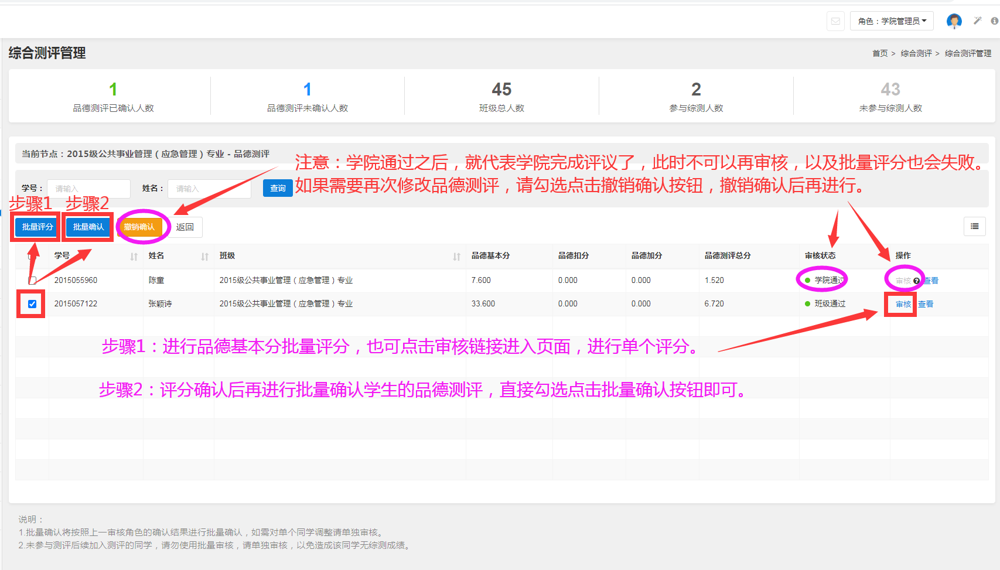 角色：学院管理员
综合测评管理
首页 > 综合测评 > 综合测评管理
1 1 45 2 43
品德测评已确认人数 品德测评未确认人数 班级总人数 参与综测人数 未参与综测人数
当前节点：2015级公共事业管理（应急管理）专业 - 品德测评
注意：学院通过之后，就代表学院完成评议了，此时不可以再审核，以及批量评分也会失败。
学号： 请输入 姓名： 请输入 查询
如果需要再次修改品德测评，请勾选点击撤销确认按钮，撤销确认后再进行。
步骤1 步骤2
批量评分 批量确认 撤销确认 返回
学号 姓名 班级 品德基本分 品德扣分 品德加分 品德测评总分 审核状态 操作
2015055960 陈童 2015级公共事业管理（应急管理）专业 7.600 0.000 0.000 1.520 学院通过 审核 查看
2015057122 张颖诗 2015级公共事业管理（应急管理）专业 33.600 0.000 0.000 6.720 班级通过 审核 查看
步骤1：进行品德基本分批量评分，也可点击审核链接进入页面，进行单个评分。
步骤2：评分确认后再进行批量确认学生的品德测评，直接勾选点击批量确认按钮即可。
说明：
1.批量确认将按照上一审核角色的确认结果进行批量确认，如需对单个同学调整请单独审核。
2.未参与测评后续加入测评的同学，请勿使用批量审核，请单独审核，以免造成该同学无综测成绩。